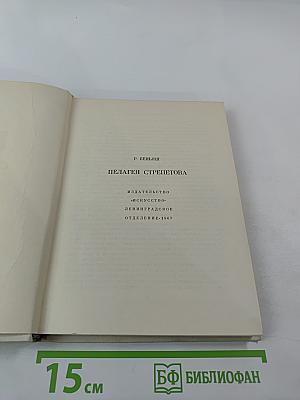 Р. БЕНЬЯШ
ПЕЛАГЕЯ СТРЕПЕТОВА
ИЗДАТЕЛЬСТВО
«ИСКУССТВО»
ЛЕНИНГРАДСКОЕ
ОТДЕЛЕНИЕ·1967
15 см
БФ БИБЛИОФАН